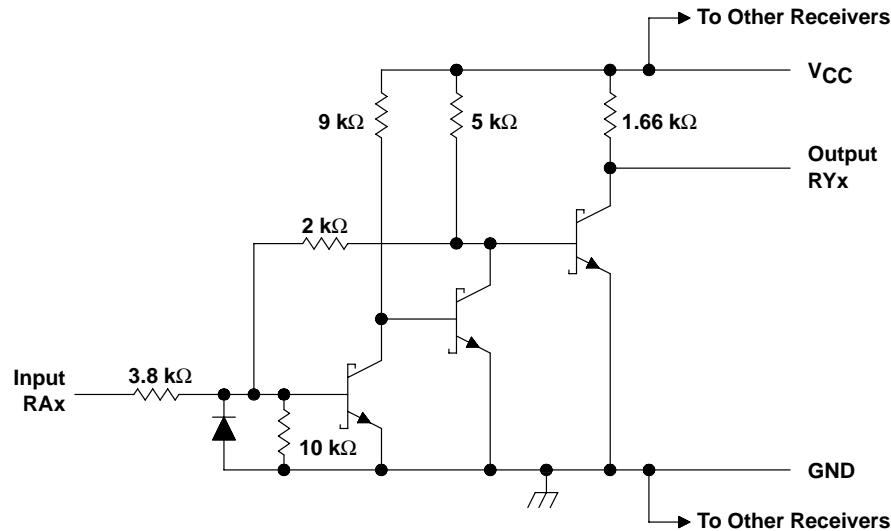 To Other Receivers
VCC
9 kΩ
5 kΩ
1.66 kΩ
Output
RYx
2 kΩ
Input
RAx
3.8 kΩ
10 kΩ
GND
To Other Receivers